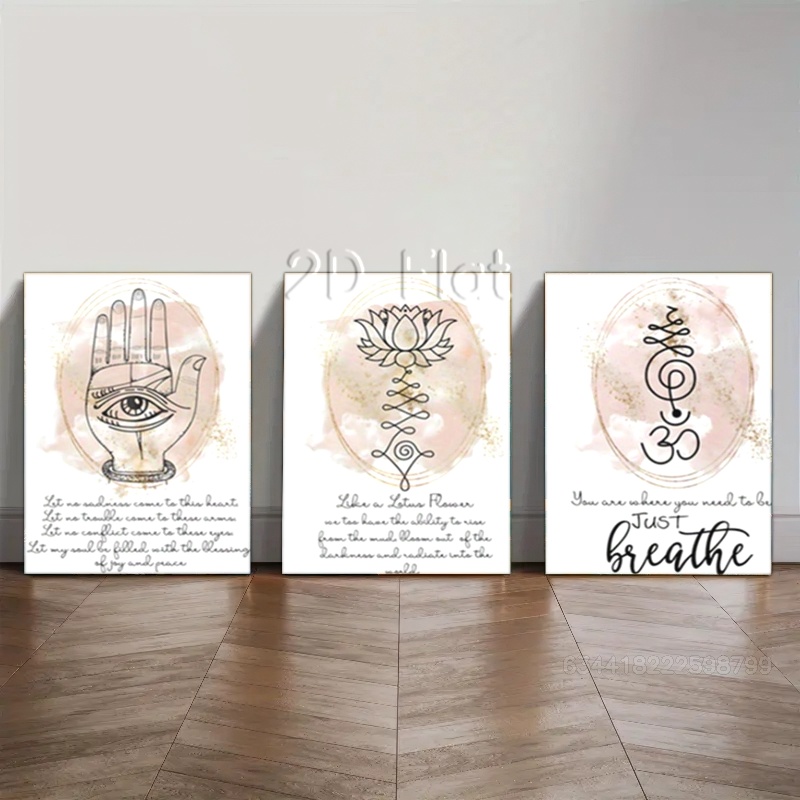 2D Flat
Let no sadness come to this heart.
Let no trouble come to these arms.
Let no conflict come to these eyes.
Let my soul be filled with the blessing
of joy and peace
Like a Lotus Flower
we too have the ability to rise
from the mud bloom out of the
darkness and radiate into the
world
You are where you need to be
JUST
breathe
634418222598799